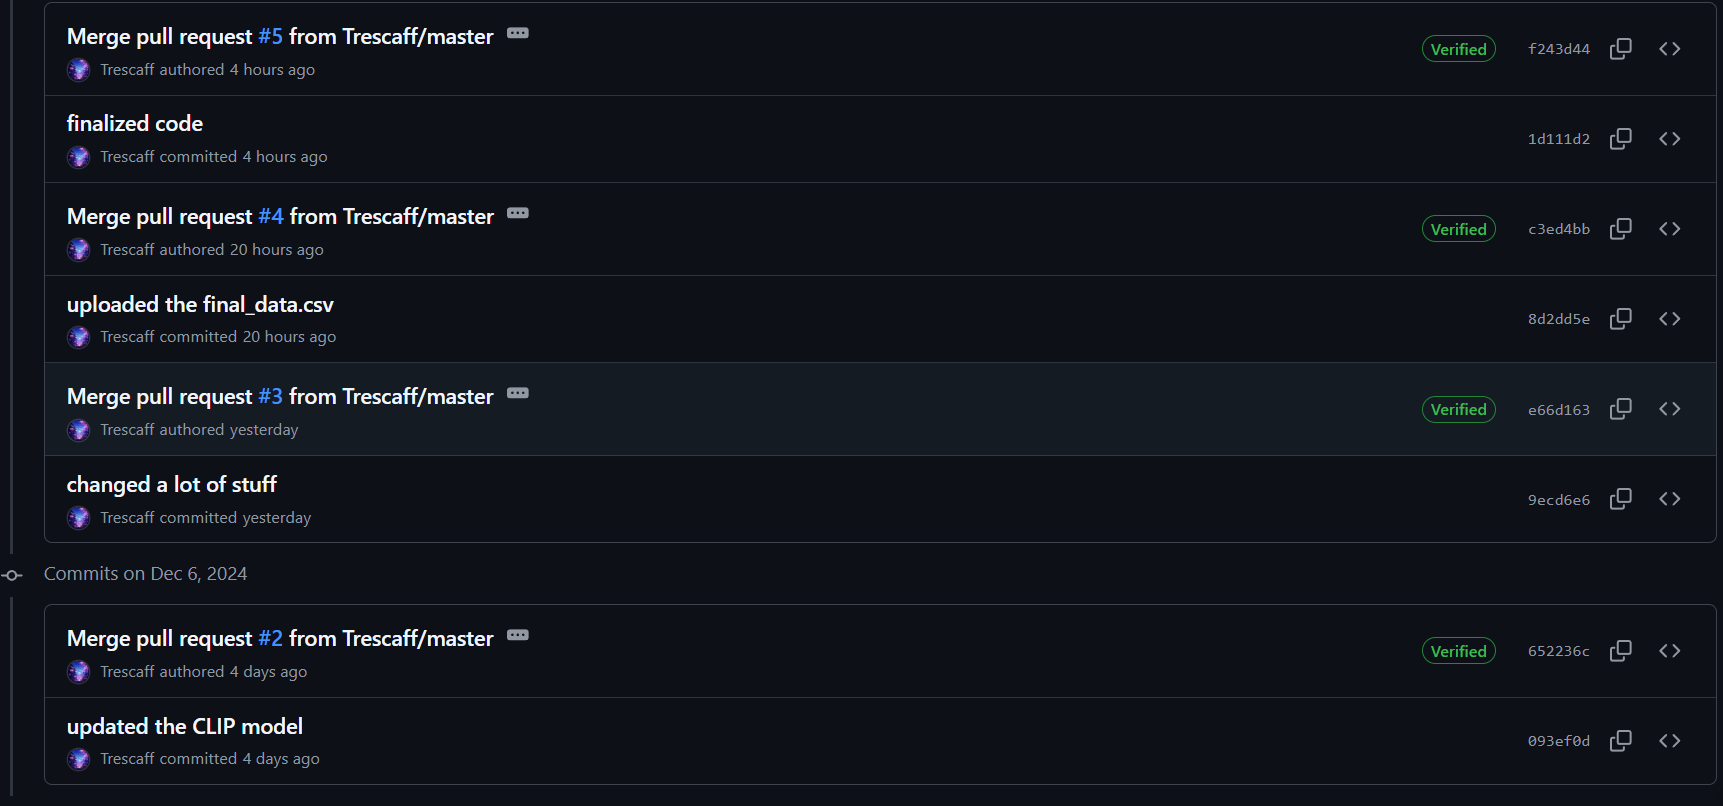 Merge pull request #5 from Trescaff/master
Trescaff authored 4 hours ago
Verified
f243d44
finalized code
Trescaff committed 4 hours ago
1d111d2
Merge pull request #4 from Trescaff/master
Trescaff authored 20 hours ago
Verified
c3ed4bb
uploaded the final_data.csv
Trescaff committed 20 hours ago
8d2dd5e
Merge pull request #3 from Trescaff/master
Trescaff authored yesterday
Verified
e66d163
changed a lot of stuff
Trescaff committed yesterday
9ecd6e6
Commits on Dec 6, 2024
Merge pull request #2 from Trescaff/master
Trescaff authored 4 days ago
Verified
652236c
updated the CLIP model
Trescaff committed 4 days ago
093ef0d